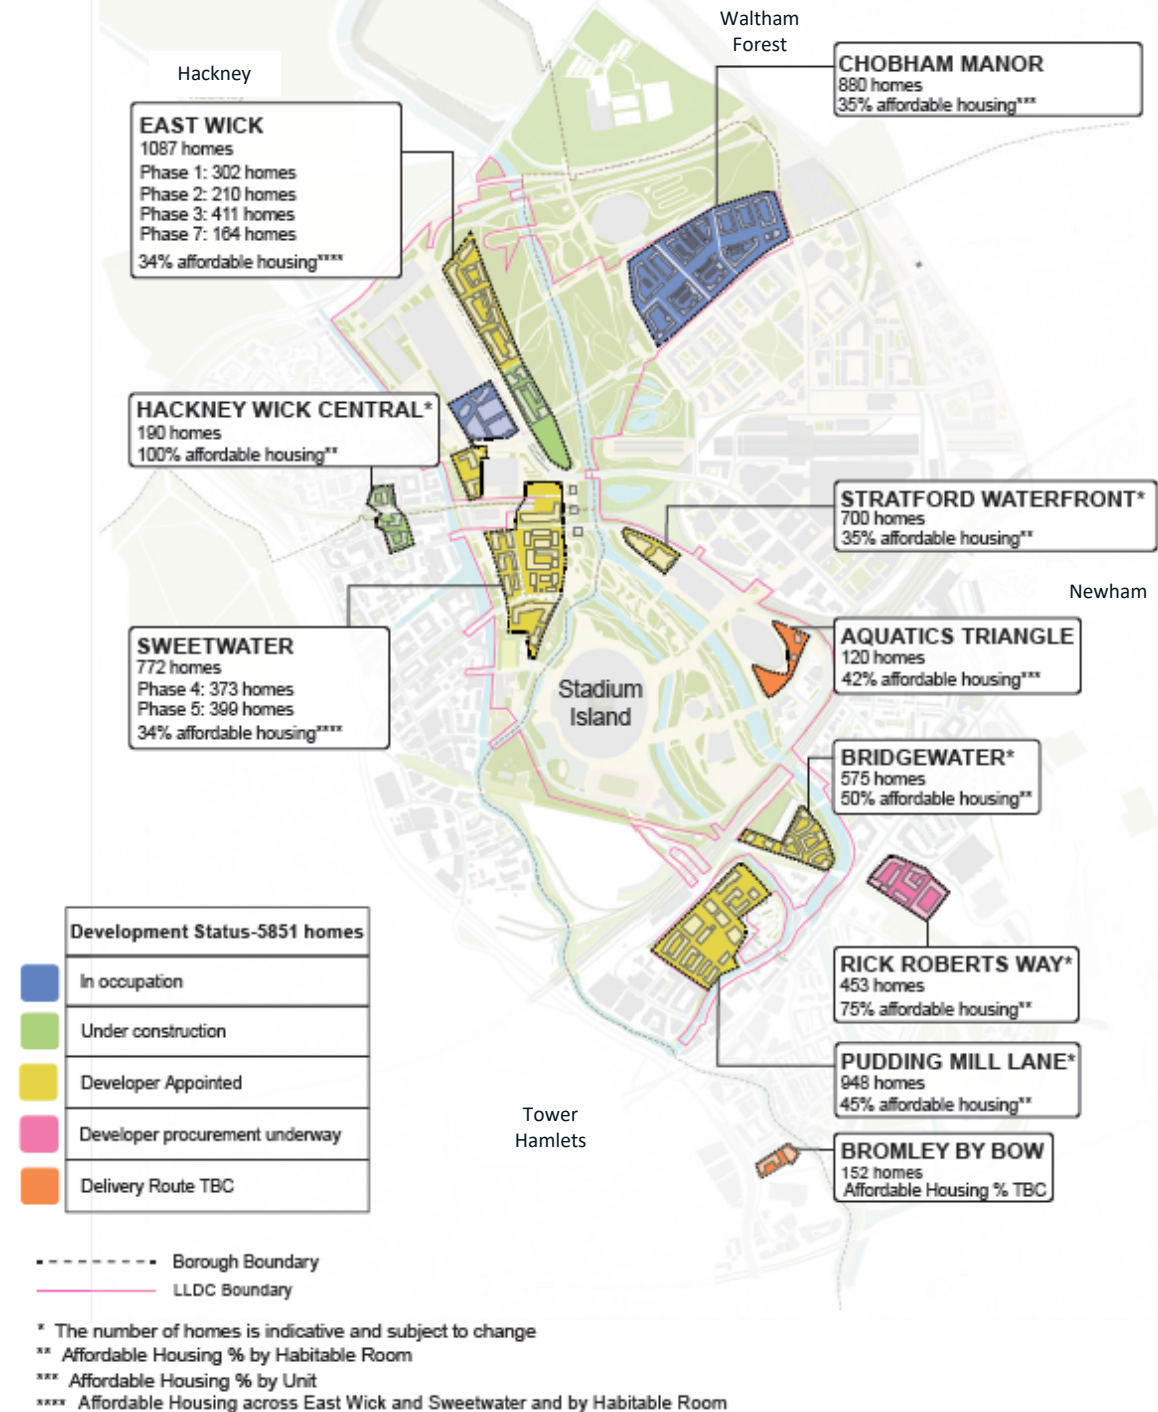 Waltham
Forest
Hackney
CHOBHAM MANOR
880 homes
35% affordable housing***
EAST WICK
1087 homes
Phase 1: 302 homes
Phase 2: 210 homes
Phase 3: 411 homes
Phase 7: 164 homes
34% affordable housing****
HACKNEY WICK CENTRAL*
190 homes
100% affordable housing**
STRATFORD WATERFRONT*
700 homes
35% affordable housing**
Newham
SWEETWATER
772 homes
Phase 4: 373 homes
Phase 5: 399 homes
34% affordable housing****
AQUATICS TRIANGLE
120 homes
42% affordable housing***
Stadium
Island
BRIDGEWATER*
575 homes
50% affordable housing**
RICK ROBERTS WAY*
453 homes
75% affordable housing**
PUDDING MILL LANE*
948 homes
45% affordable housing**
Tower
Hamlets
BROMLEY BY BOW
152 homes
Affordable Housing % TBC
Development Status-5851 homes
In occupation
Under construction
Developer Appointed
Developer procurement underway
Delivery Route TBC
Borough Boundary
LLDC Boundary
* The number of homes is indicative and subject to change
** Affordable Housing % by Habitable Room
*** Affordable Housing % by Unit
**** Affordable Housing across East Wick and Sweetwater and by Habitable Room